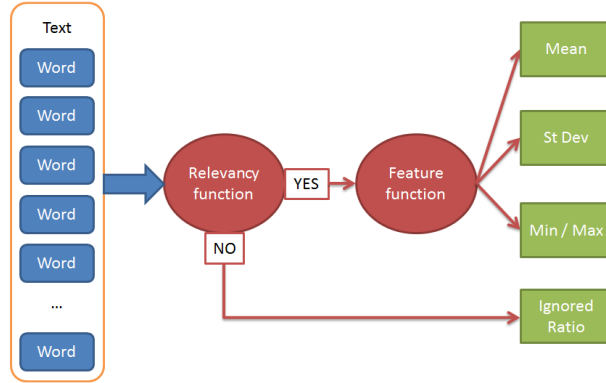 Text
Word
Word
Word
Word
Word
...
Word
Relevancy
function
YES
NO
Feature
function
Mean
St Dev
Min / Max
Ignored
Ratio